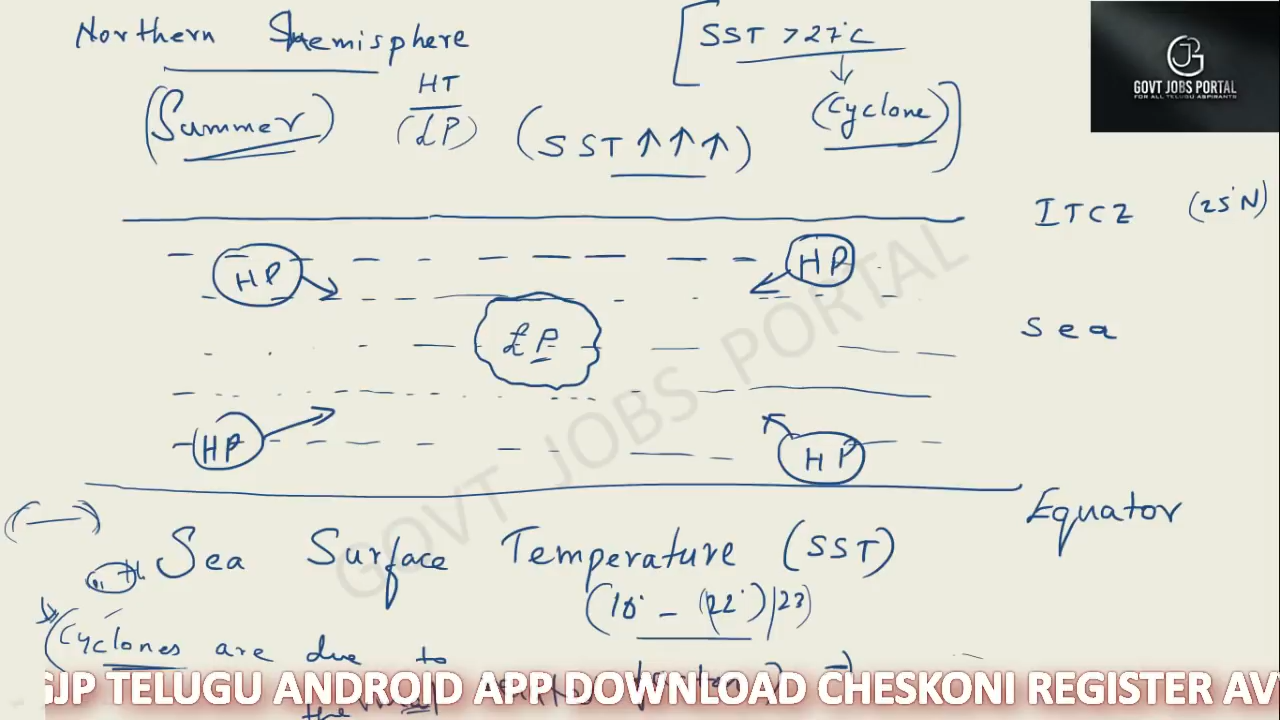 Northern Hemisphere
SST > 27°C
GOVT JOBS PORTAL
FOR ALL TELUGU ASPIRANTS
(Summer)
HT
(LP)
(SST ↑ ↑ ↑)
(Cyclone)
ITCZ (25°N)
HP
HP
LP
Sea
HP
HP
Equator
GOVT JOBS PORTAL
Sea Surface Temperature (SST)
(22°) | 23)
(Cyclones are due to
the
GJP TELUGU ANDROID APP DOWNLOAD CHESKONI REGISTER AV